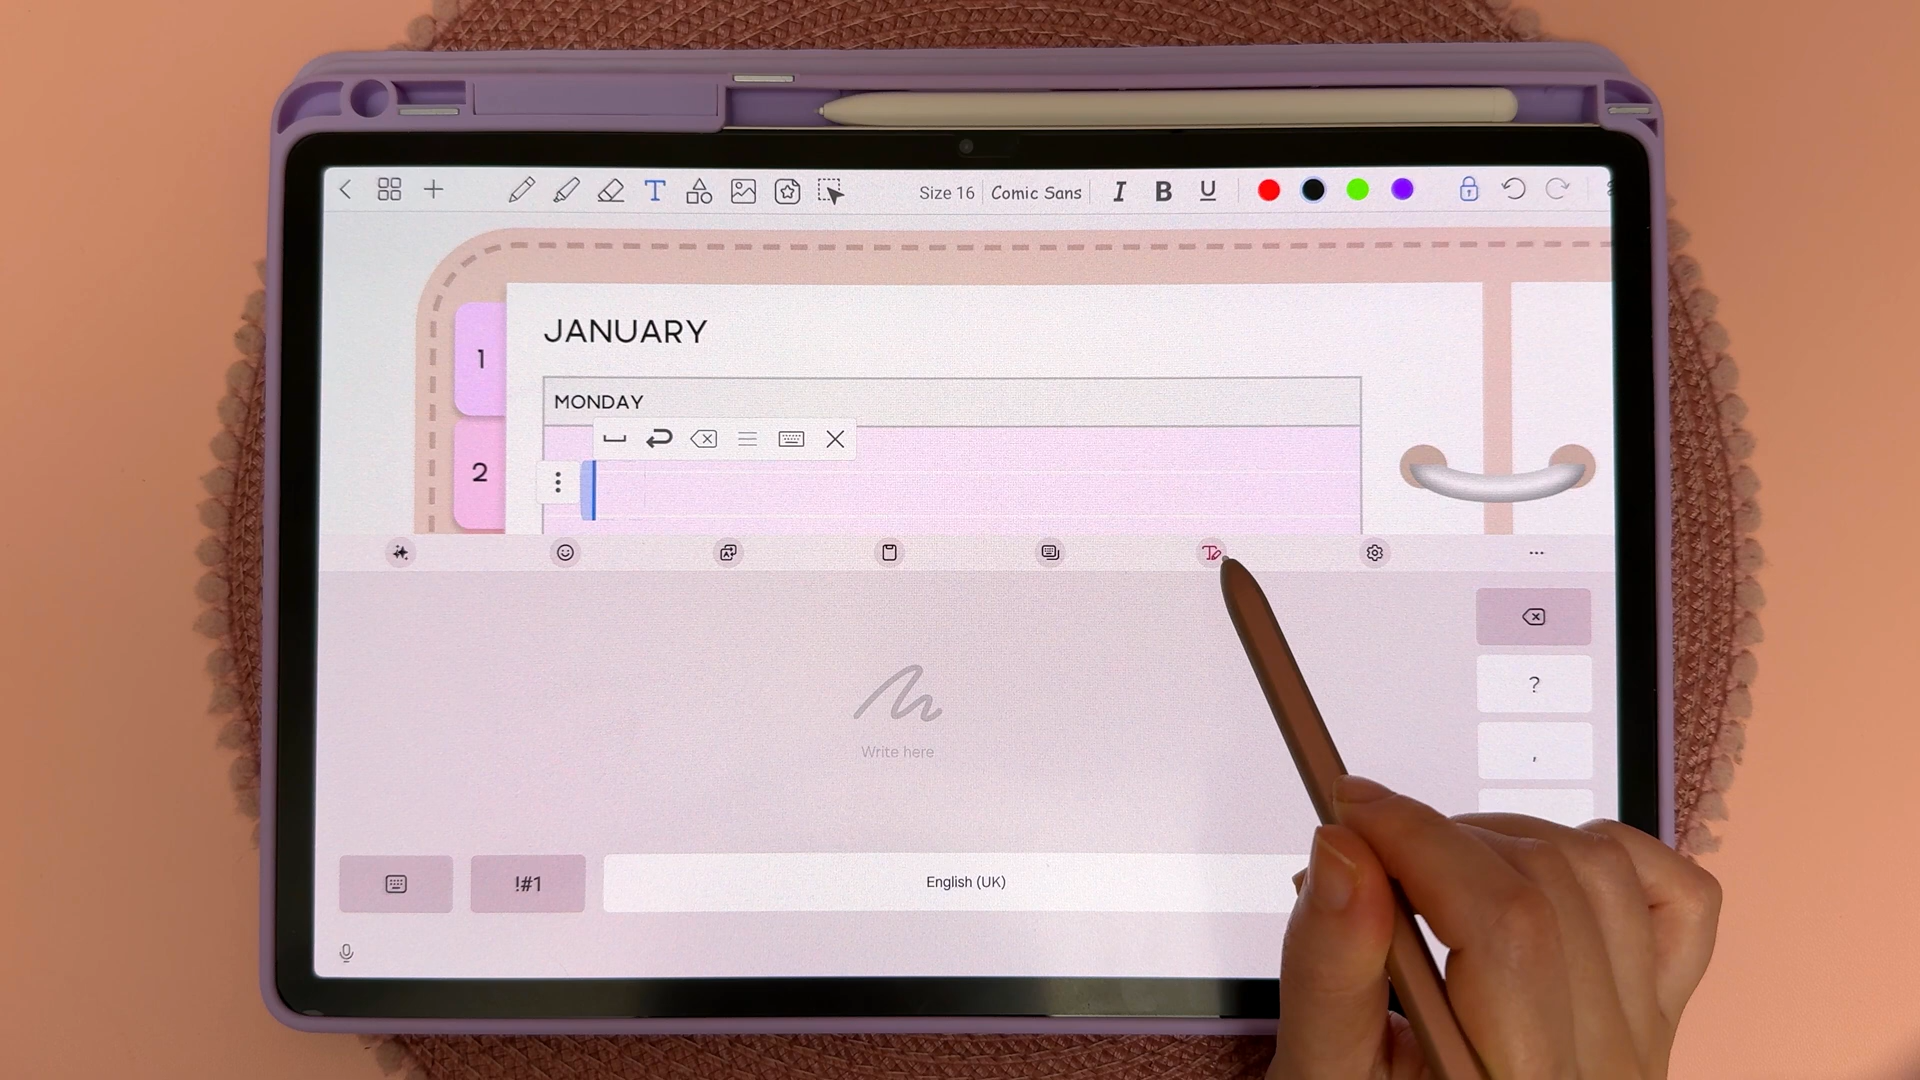 Size 16 Comic Sans I B U
JANUARY
1
MONDAY
2
?
Write here
,
!#1
English (UK)